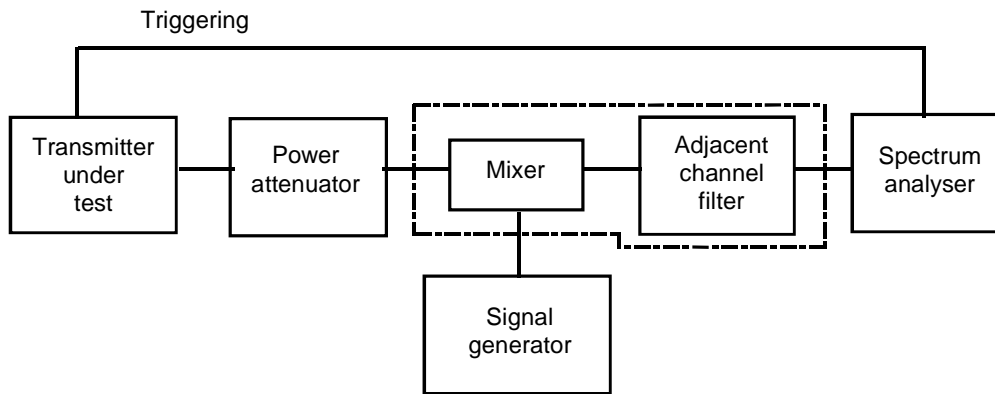 Triggering
Transmitter
under
test
Power
attenuator
Mixer
Adjacent
channel
filter
Spectrum
analyser
Signal
generator